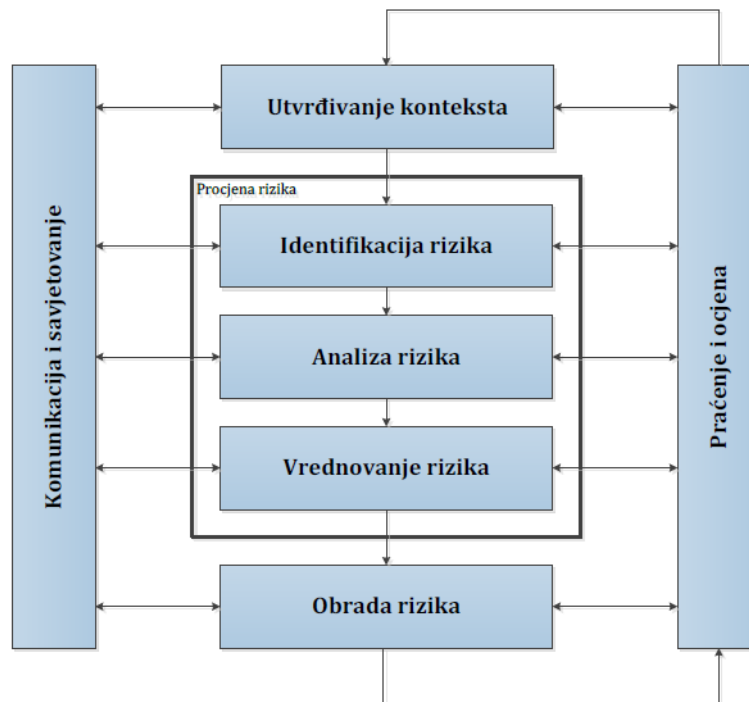 Utvrđivanje konteksta
Procjena rizika
Identifikacija rizika
Analiza rizika
Vrednovanje rizika
Obrada rizika
Komunikacija i savjetovanje
Praćenje i ocjena